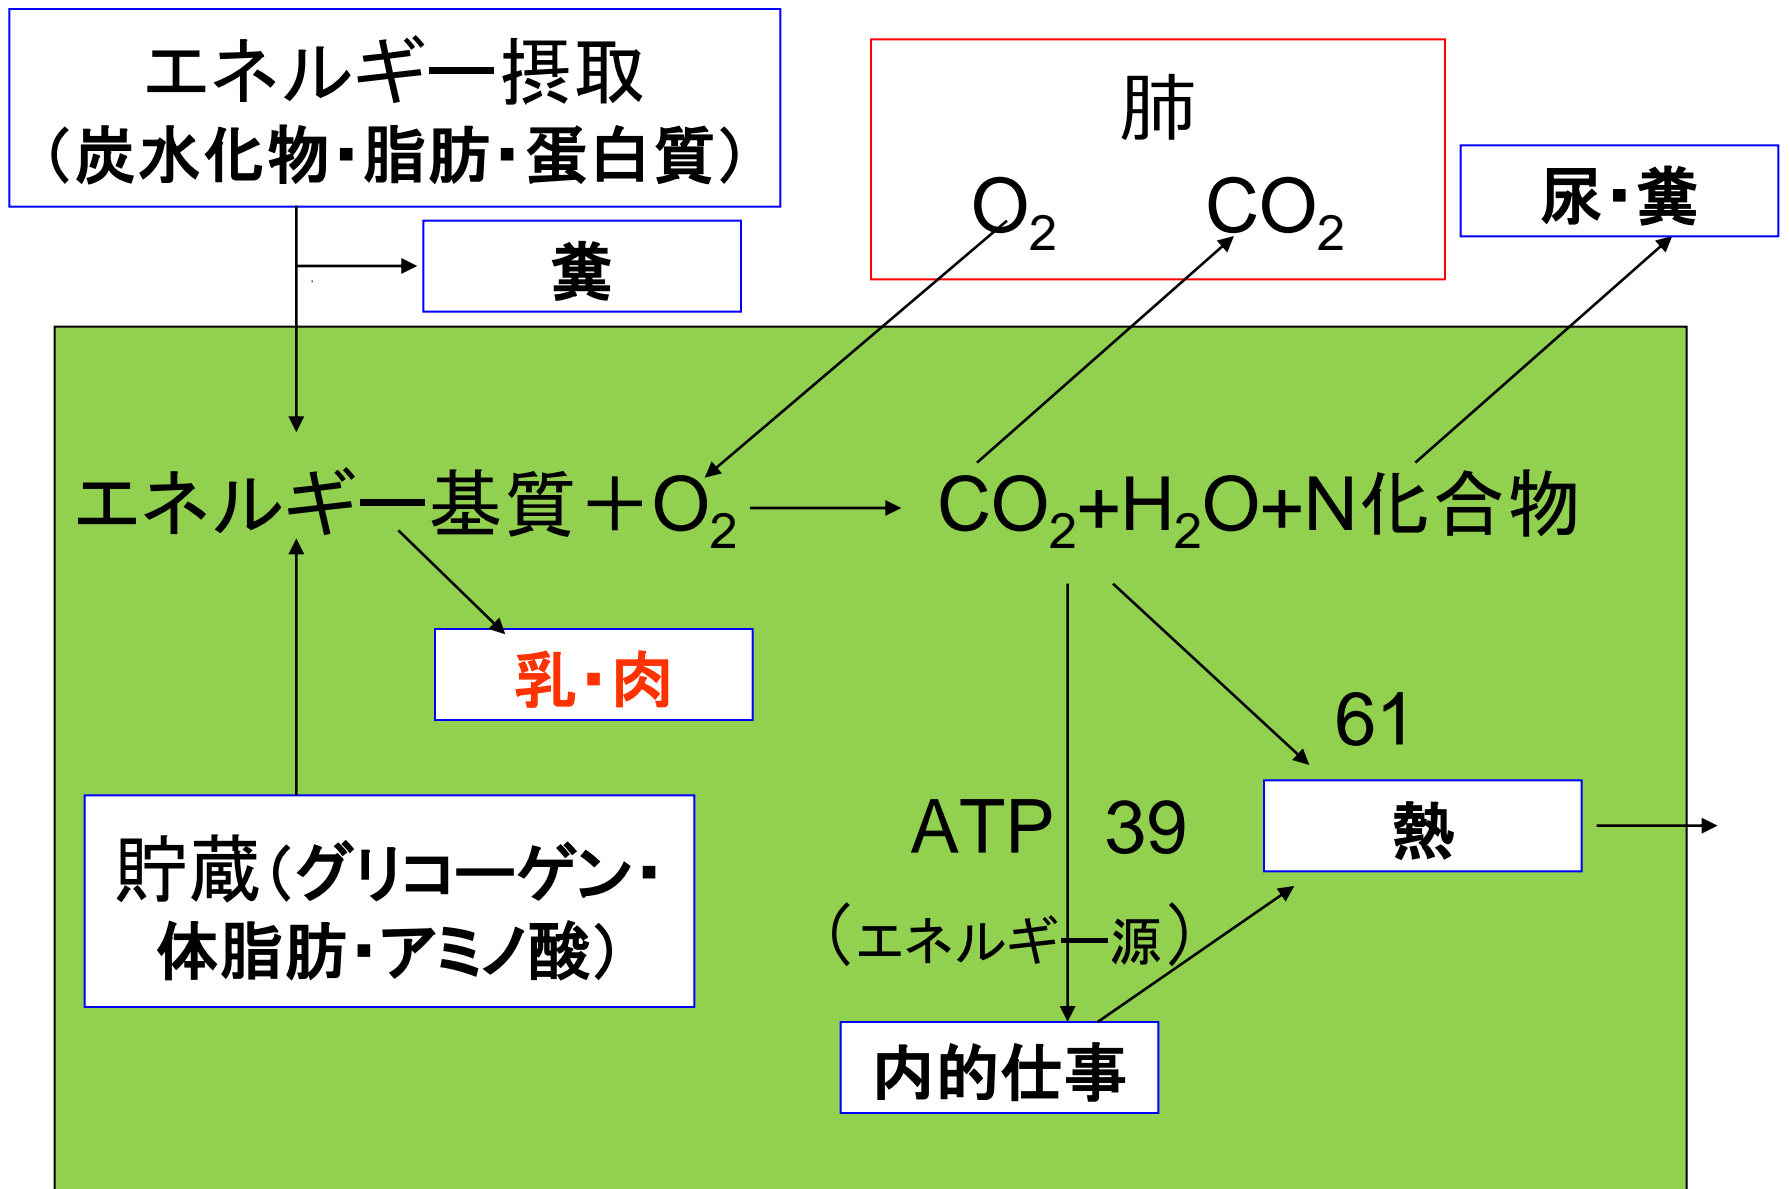 エネルギー摂取
（炭水化物・脂肪・蛋白質）
肺
O2 CO2
尿・糞
糞
エネルギー基質＋O2 CO2+H2O+N化合物
乳・肉
61
ATP 39
熱
貯蔵（グリコーゲン・
体脂肪・アミノ酸）
（エネルギー源）
内的仕事